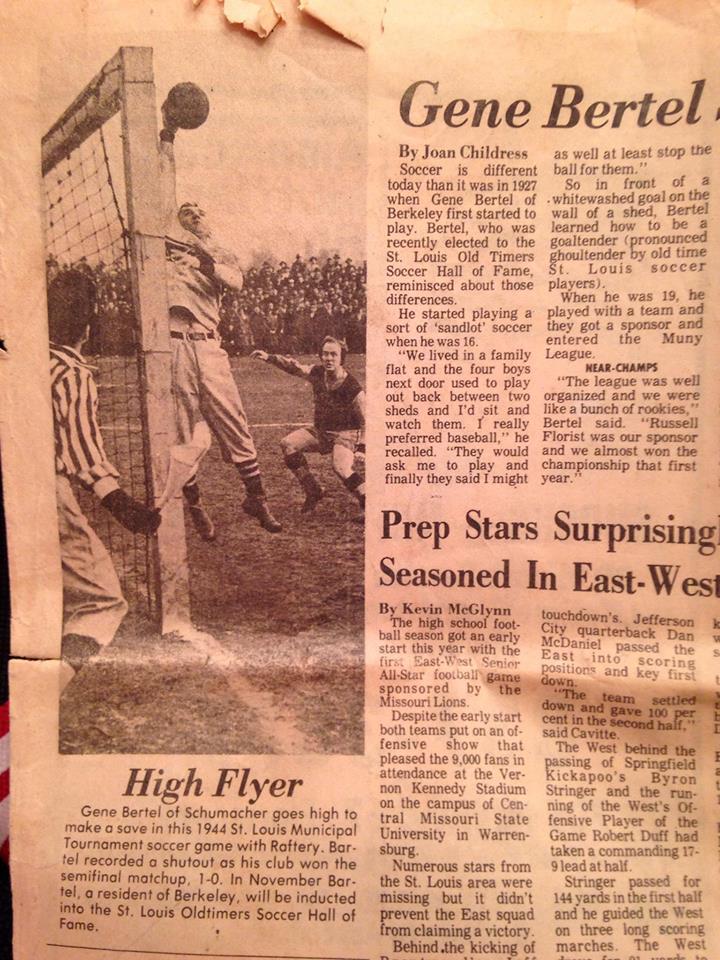 Gene Bertel
By Joan Childress
Soccer is different
today than it was in 1927
when Gene Bertel of
Berkeley first started to
play. Bertel, who was
recently elected to the
St. Louis Old Timers
Soccer Hall of Fame,
reminisced about those
differences.
He started playing a
sort of 'sandlot' soccer
when he was 16.
"We lived in a family
flat and the four boys
next door used to play
out back between two
sheds and I'd sit and
watch them. I really
preferred baseball," he
recalled. "They would
ask me to play and
finally they said I might
as well at least stop the
ball for them."
So in front of a
whitewashed goal on the
wall of a shed, Bertel
learned how to be a
goaltender (pronounced
ghoultender by old time
St. Louis soccer
players).
When he was 19, he
played with a team and
they got a sponsor and
entered the Muny
League.
NEAR-CHAMPS
"The league was well
organized and we were
like a bunch of rookies,"
Bertel said. "Russell
Florist was our sponsor
and we almost won the
championship that first
year."
High Flyer
Gene Bertel of Schumacher goes high to
make a save in this 1944 St. Louis Municipal
Tournament soccer game with Raftery. Bar-
tel recorded a shutout as his club won the
semifinal matchup, 1-0. In November Bar-
tel, a resident of Berkeley, will be inducted
into the St. Louis Oldtimers Soccer Hall of
Fame.
Prep Stars Surprisingl
Seasoned In East-West
By Kevin McGlynn
The high school foot-
ball season got an early
start this year with the
first East-West Senior
All-Star football game
sponsored by the
Missouri Lions.
Despite the early start
both teams put on an of-
fensive show that
pleased the 9,000 fans in
attendance at the Ver-
non Kennedy Stadium
on the campus of Cen-
tral Missouri State
University in Warren-
sburg.
Numerous stars from
the St. Louis area were
missing but it didn't
prevent the East squad
from claiming a victory.
Behind the kicking of
touchdown's. Jefferson
City quarterback Dan
McDaniel passed the
East into scoring
positions and key first
down.
"The team settled
down and gave 100 per
cent in the second half,"
said Cavitte.
The West behind the
passing of Springfield
Kickapoo's Byron
Stringer and the run-
ning of the West's Of-
fensive Player of the
Game Robert Duff had
taken a commanding 17-
9 lead at half.
Stringer passed for
144 yards in the first half
and he guided the West
on three long scoring
marches. The West